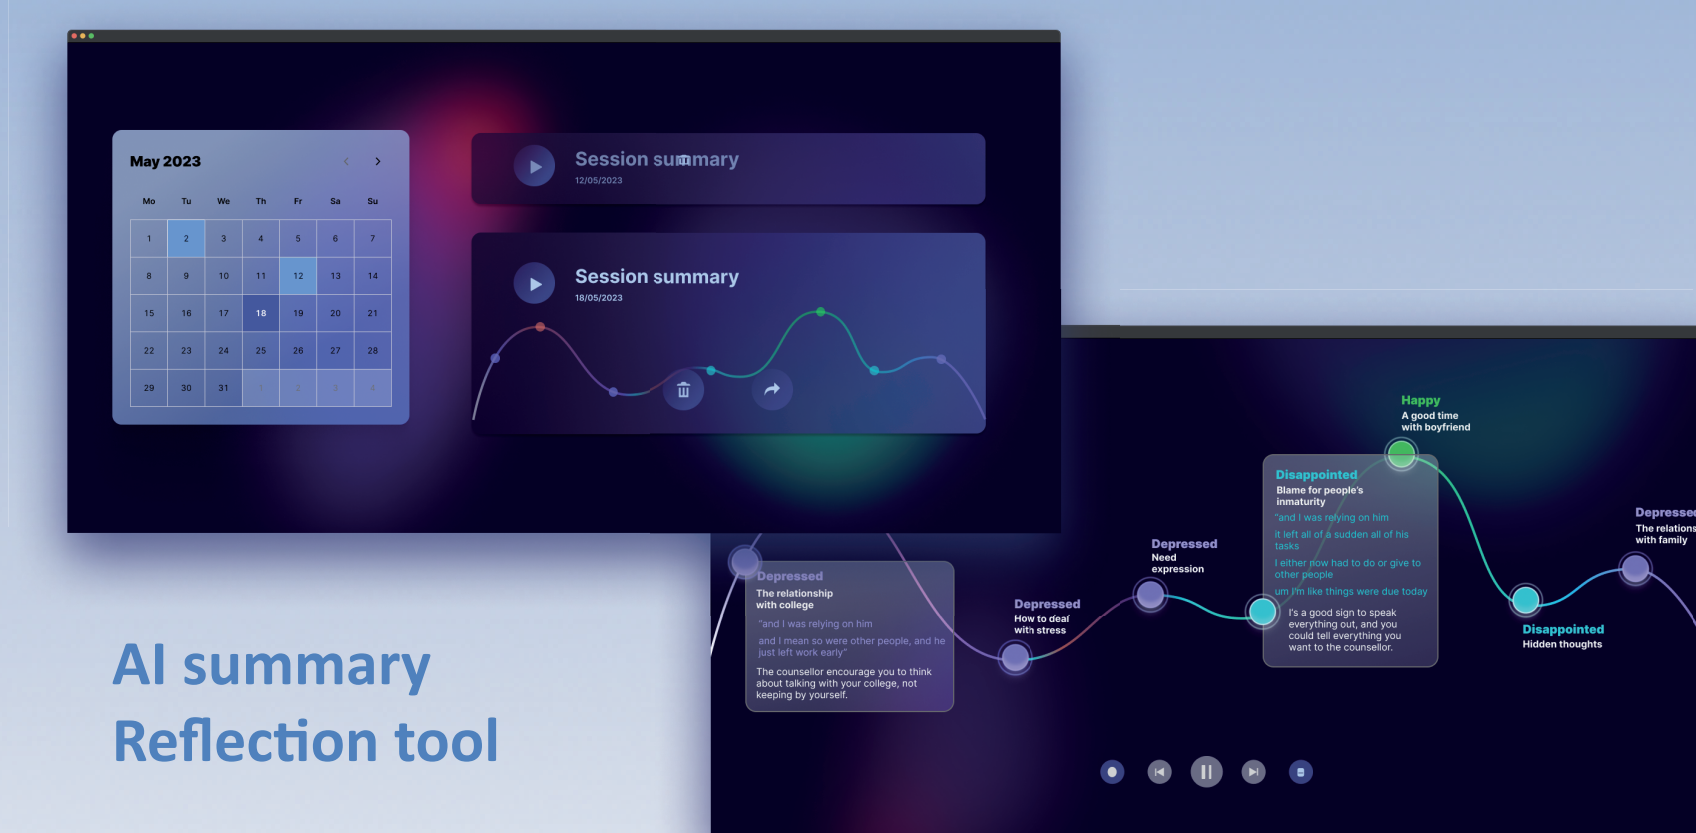 May 2023
Mo Tu We Th Fr Sa Su
1 2 3 4 5 6 7
8 9 10 11 12 13 14
15 16 17 18 19 20 21
22 23 24 25 26 27 28
29 30 31 1 2 3 4
Session summary
12/05/2023
Session summary
18/05/2023
AI summary
Reflection tool
Depressed
The relationship
with college
"and I was relying on him
and I mean so were other people, and he
just left work early"
The counsellor encourage you to think
about talking with your college, not
keeping by yourself.
Depressed
How to deal
with stress
Depressed
Need
expression
Disappointed
Blame for people's
inmaturity
"and I was relying on him
it left all of a sudden all of his
tasks
I either now had to do or give to
other people
um I'm like things were due today
I's a good sign to speak
everything out, and you
could tell everything you
want to the counsellor.
Happy
A good time
with boyfriend
Disappointed
Hidden thoughts
Depressed
The relations
with family